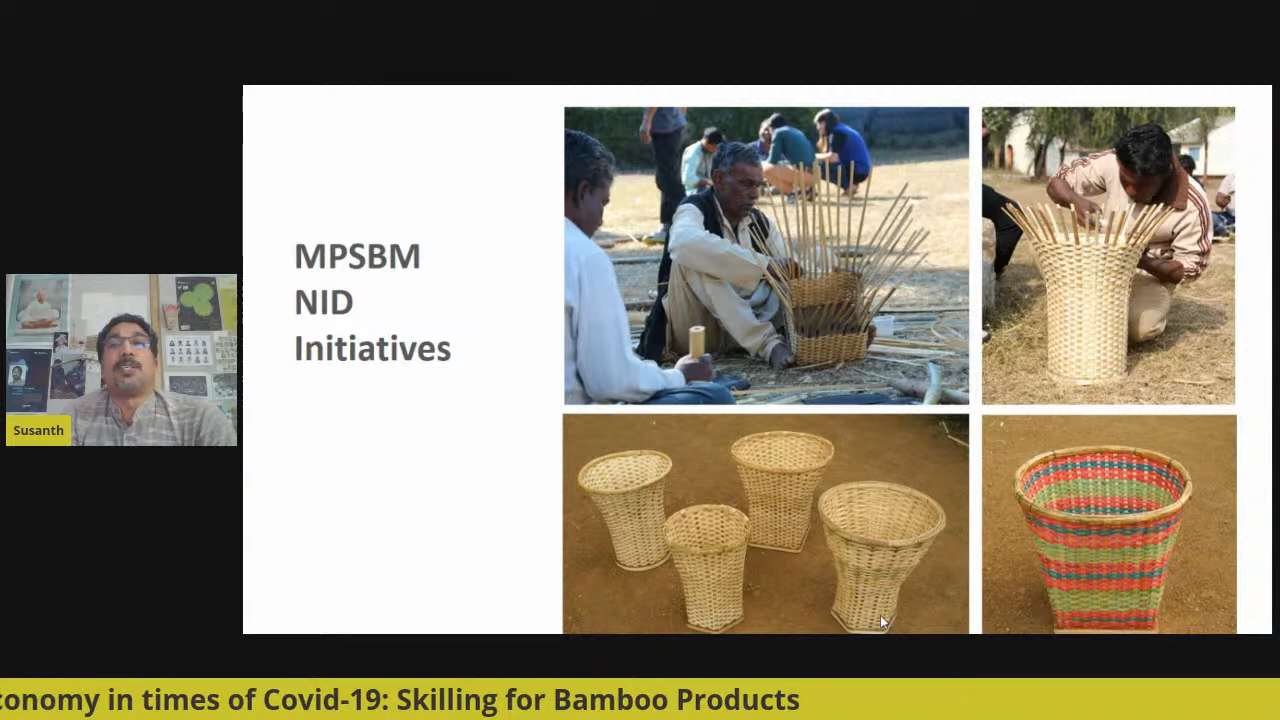 MPSBM
NID
Initiatives
Susanth
conomy in times of Covid-19: Skilling for Bamboo Products